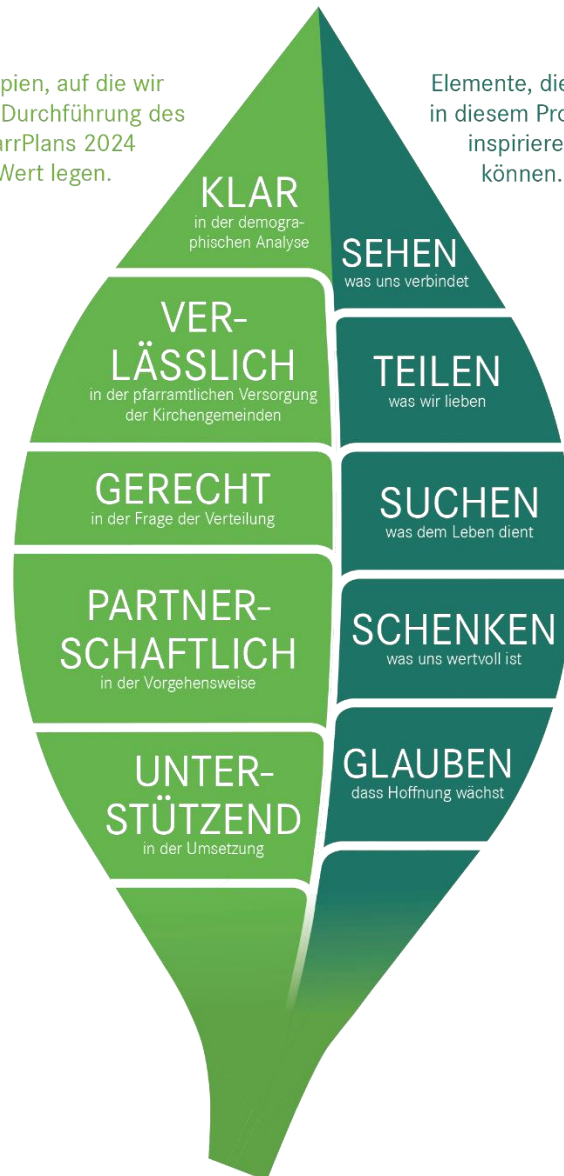 pien, auf die wir
Durchführung des
arrPlans 2024
Wert legen.
Elemente, die
in diesem Pro
inspiriere
können.
KLAR
in der demogra-
phischen Analyse
VER-
LÄSSLICH
in der pfarramtlichen Versorgung
der Kirchengemeinden
GERECHT
in der Frage der Verteilung
PARTNER-
SCHAFTLICH
in der Vorgehensweise
UNTER-
STÜTZEND
in der Umsetzung
SEHEN
was uns verbindet
TEILEN
was wir lieben
SUCHEN
was dem Leben dient
SCHENKEN
was uns wertvoll ist
GLAUBEN
dass Hoffnung wächst